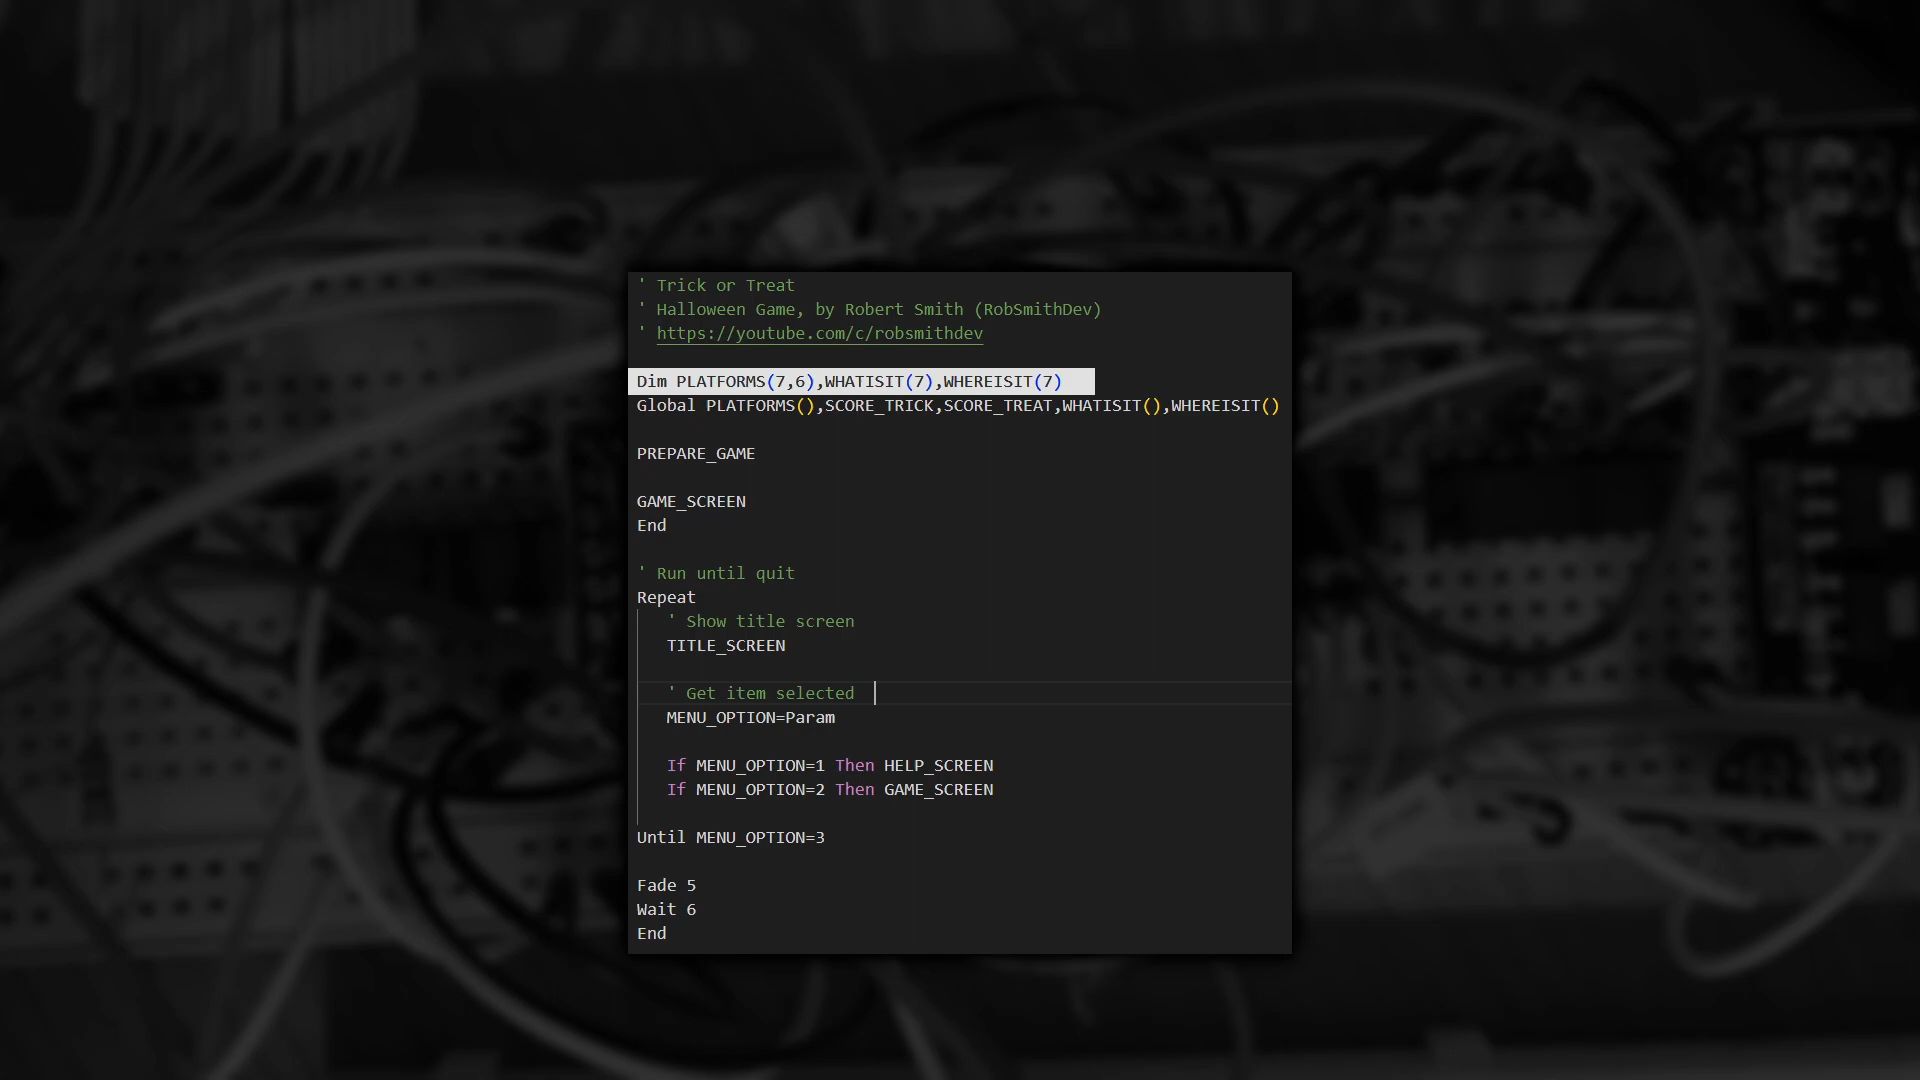 ' Trick or Treat
' Halloween Game, by Robert Smith (RobSmithDev)
' https://youtube.com/c/robsmithdev
Dim PLATFORMS(7,6),WHATISIT(7),WHEREISIT(7)
Global PLATFORMS(),SCORE_TRICK,SCORE_TREAT,WHATISIT(),WHEREISIT()
PREPARE_GAME
GAME_SCREEN
End
' Run until quit
Repeat
' Show title screen
TITLE_SCREEN
' Get item selected
MENU_OPTION=Param
If MENU_OPTION=1 Then HELP_SCREEN
If MENU_OPTION=2 Then GAME_SCREEN
Until MENU_OPTION=3
Fade 5
Wait 6
End